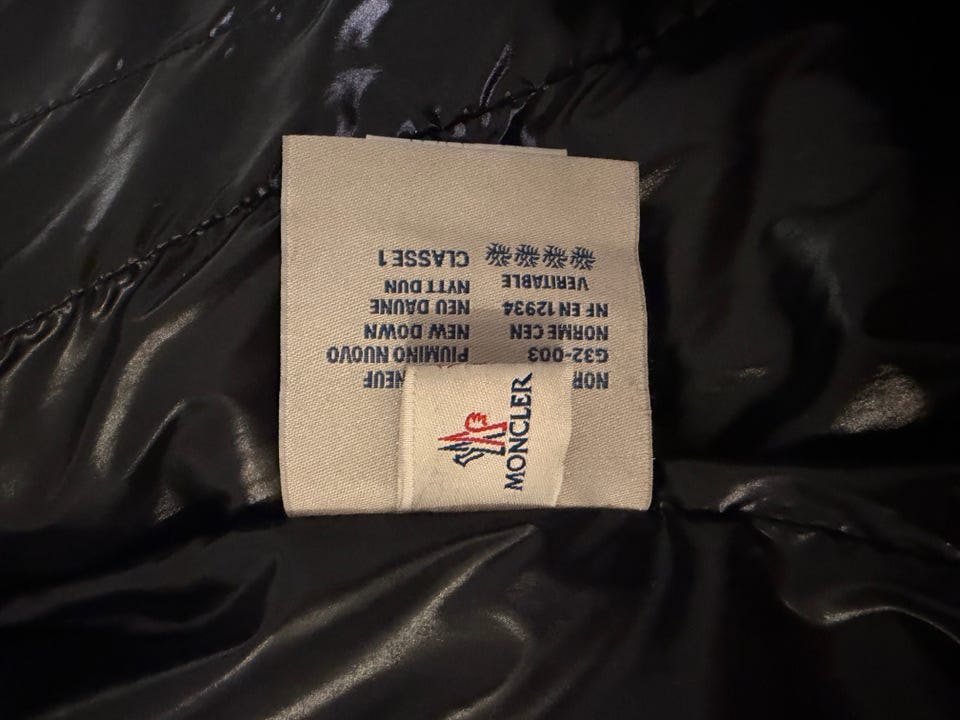 NOR
NEUF
G32-003
PIUMINO NUOVO
NORME CEN
NEW DOWN
NF EN 12934
NEU DAUNE
VERITABLE
NYTT DUN
CLASSE 1
MONCLER